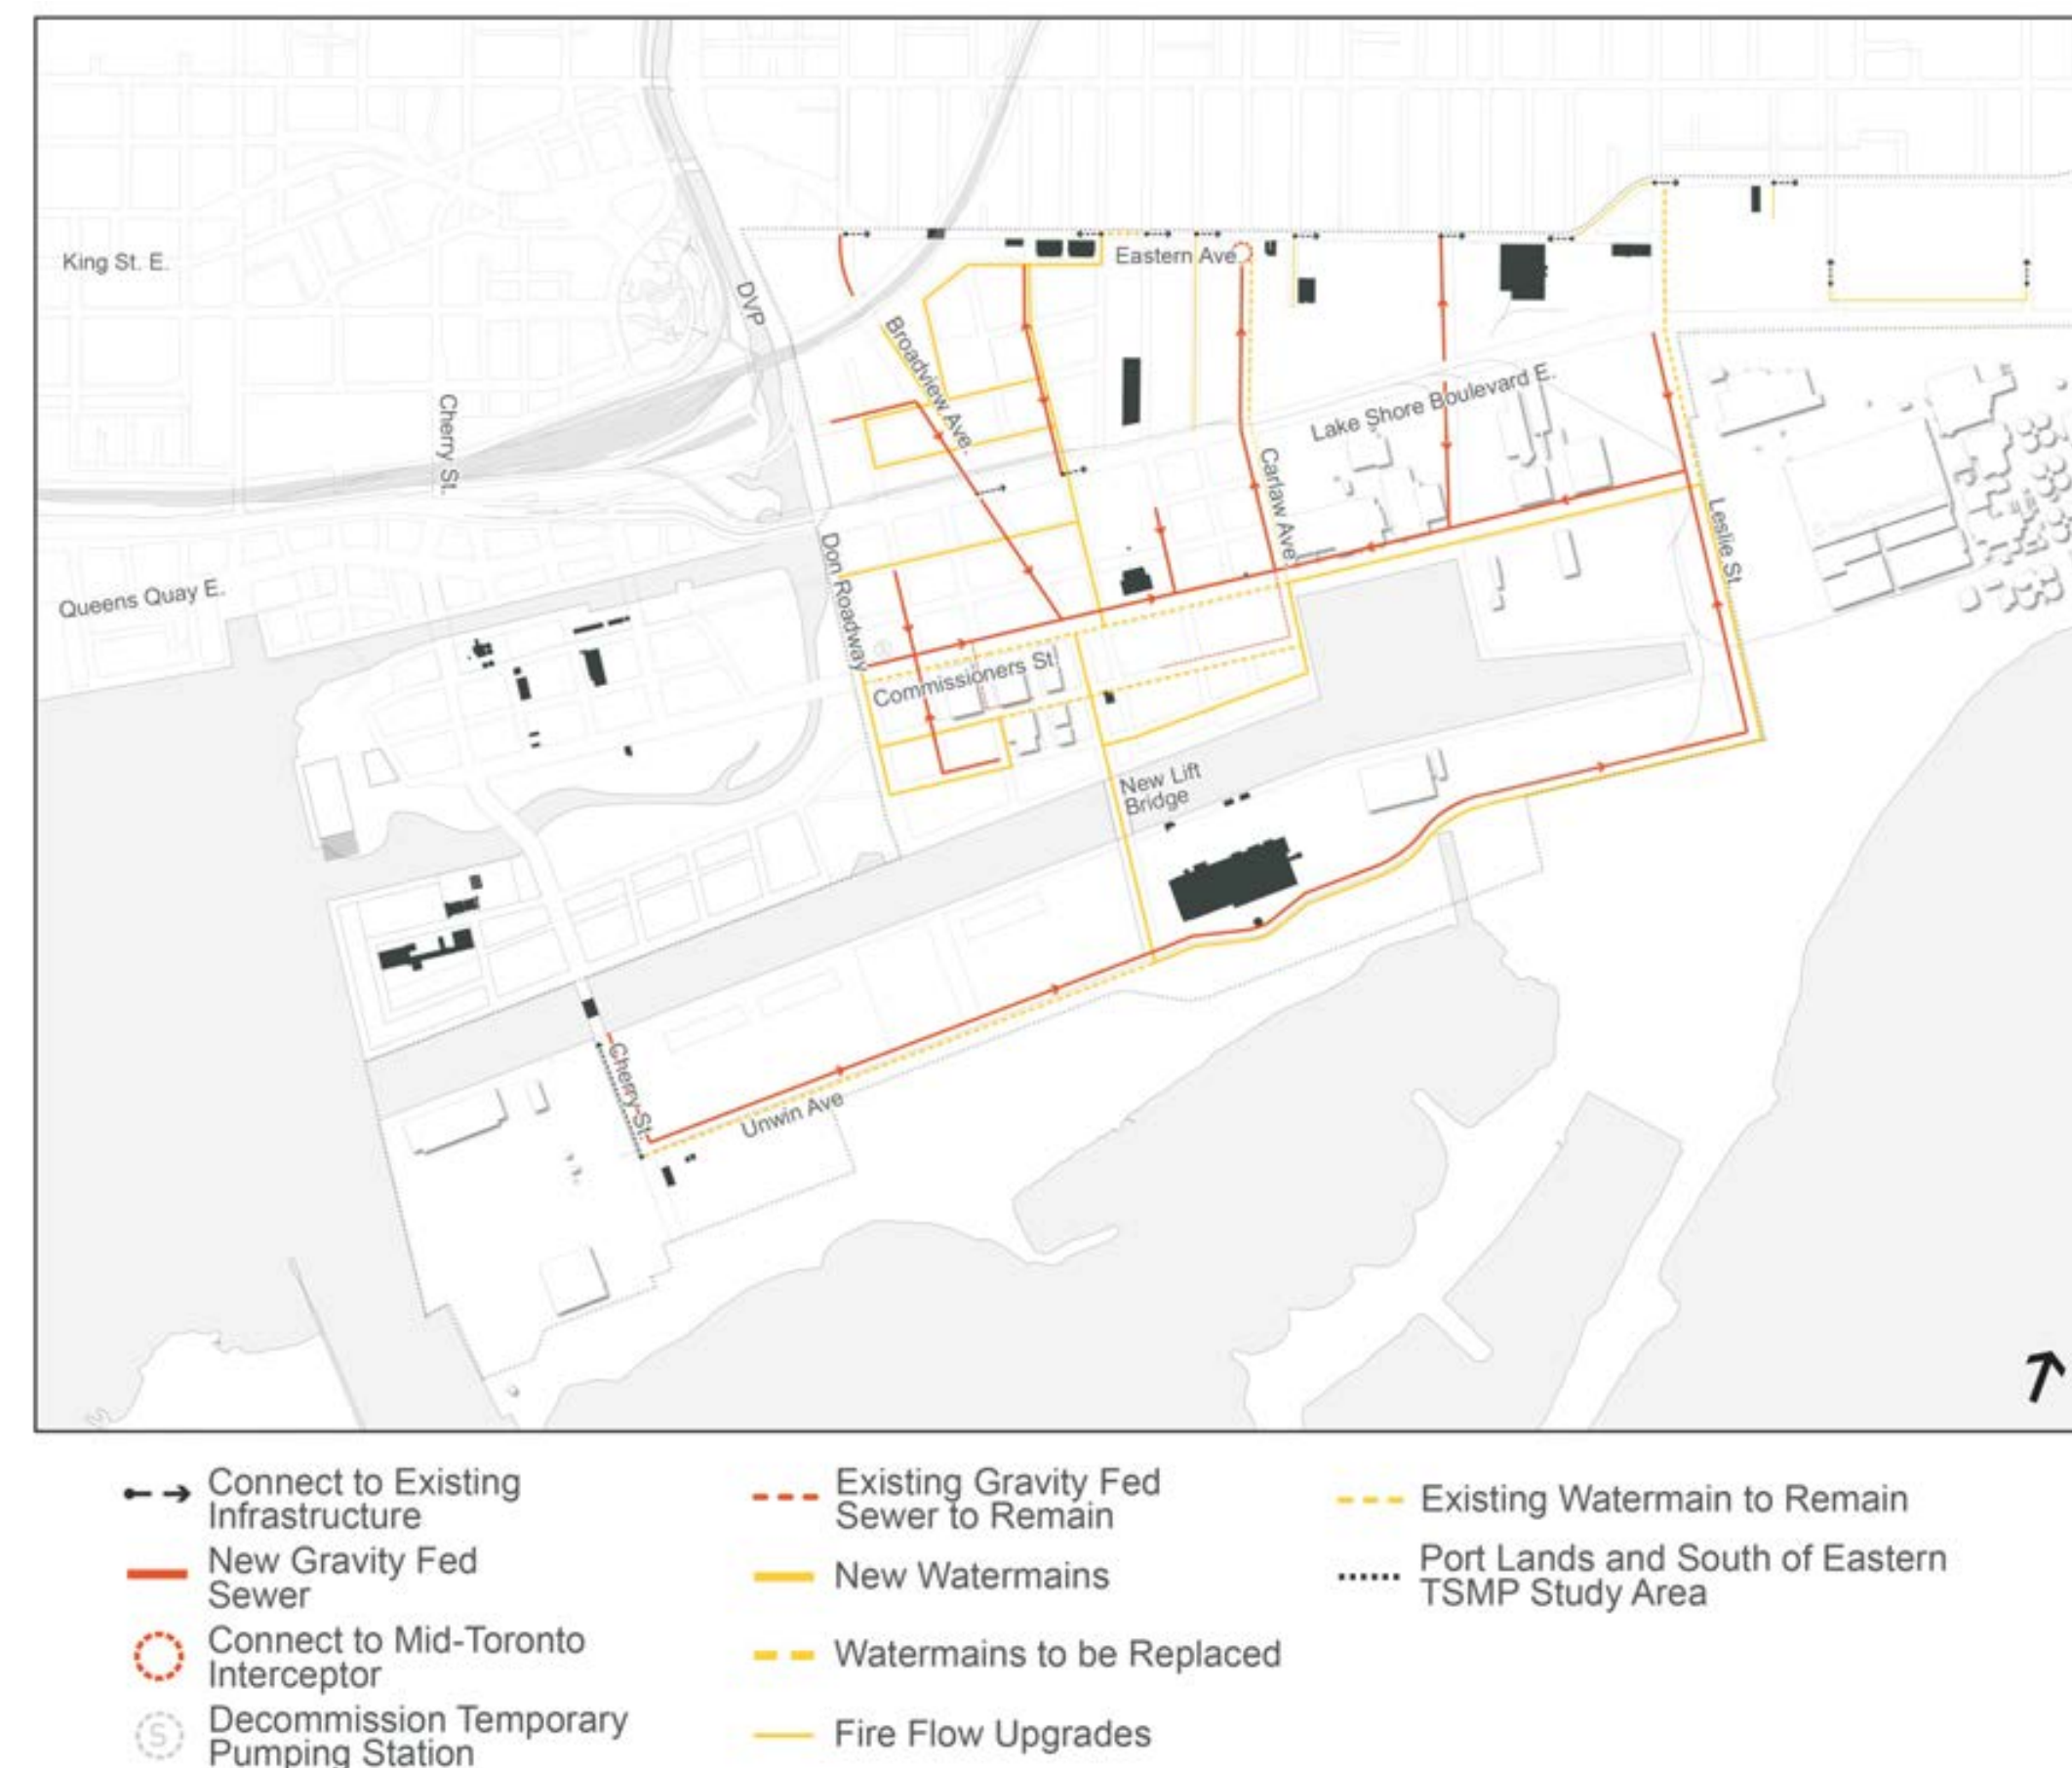 King St. E.
DVP
Eastern Ave
Broadview Ave.
Cherry St.
Lake Shore Boulevard E.
Carlaw Ave.
Don Roadway
Leslie St.
Queens Quay E.
S
Commissioners St.
New Lift
Bridge
Cherry St.
Unwin Ave
Connect to Existing
Infrastructure
New Gravity Fed
Sewer
Connect to Mid-Toronto
Interceptor
S
Decommission Temporary
Pumping Station
Existing Gravity Fed
Sewer to Remain
New Watermains
Watermains to be Replaced
Fire Flow Upgrades
Existing Watermain to Remain
Port Lands and South of Eastern
TSMP Study Area